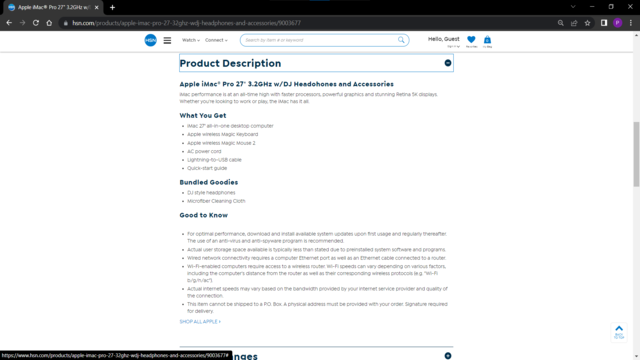 Apple iMac® Pro 27" 3.2GHz w/
hsn.com/products/apple-imac-pro-27-32ghz-wdj-headphones-and-accessories/9003677
P
HSN
Watch
Connect
Search by item # or keyword
Hello, Guest
Product Description
Apple iMac® Pro 27" 3.2GHz w/DJ Headohones and Accessories
iMac performance is at an all-time high with faster processors, powerful graphics and stunning Retina 5K displays.
Whether you're looking to work or play, the iMac has it all.
What You Get
iMac 27" all-in-one desktop computer
Apple wireless Magic Keyboard
Apple wireless Magic Mouse 2
AC power cord
Lightning-to-USB cable
Quick-start guide
Bundled Goodies
DJ style headphones
Microfiber Cleaning Cloth
Good to Know
For optimal performance, download and install available system updates upon first usage and regularly thereafter.
The use of an anti-virus and anti-spyware program is recommended.
Actual user storage space available is typically less than stated due to preinstalled system software and programs.
Wired network connectivity requires a computer Ethernet port as well as an Ethernet cable connected to a router.
Wi-Fi-enabled computers require access to a wireless router. Wi-Fi speeds can vary depending on various factors,
including the computer's distance from the router as well as their corresponding wireless protocols (e.g. "Wi-Fi
b/g/n/ac").
Actual internet speeds may vary based on the bandwidth provided by your internet service provider and quality of
the connection.
This item cannot be shipped to a P.O. Box. A physical address must be provided with your order. Signature required
for delivery.
SHOP ALL APPLE >
BACK
TO TOP
https://www.hsn.com/products/apple-imac-pro-27-32ghz-wdj-headphones-and-accessories/9003677#